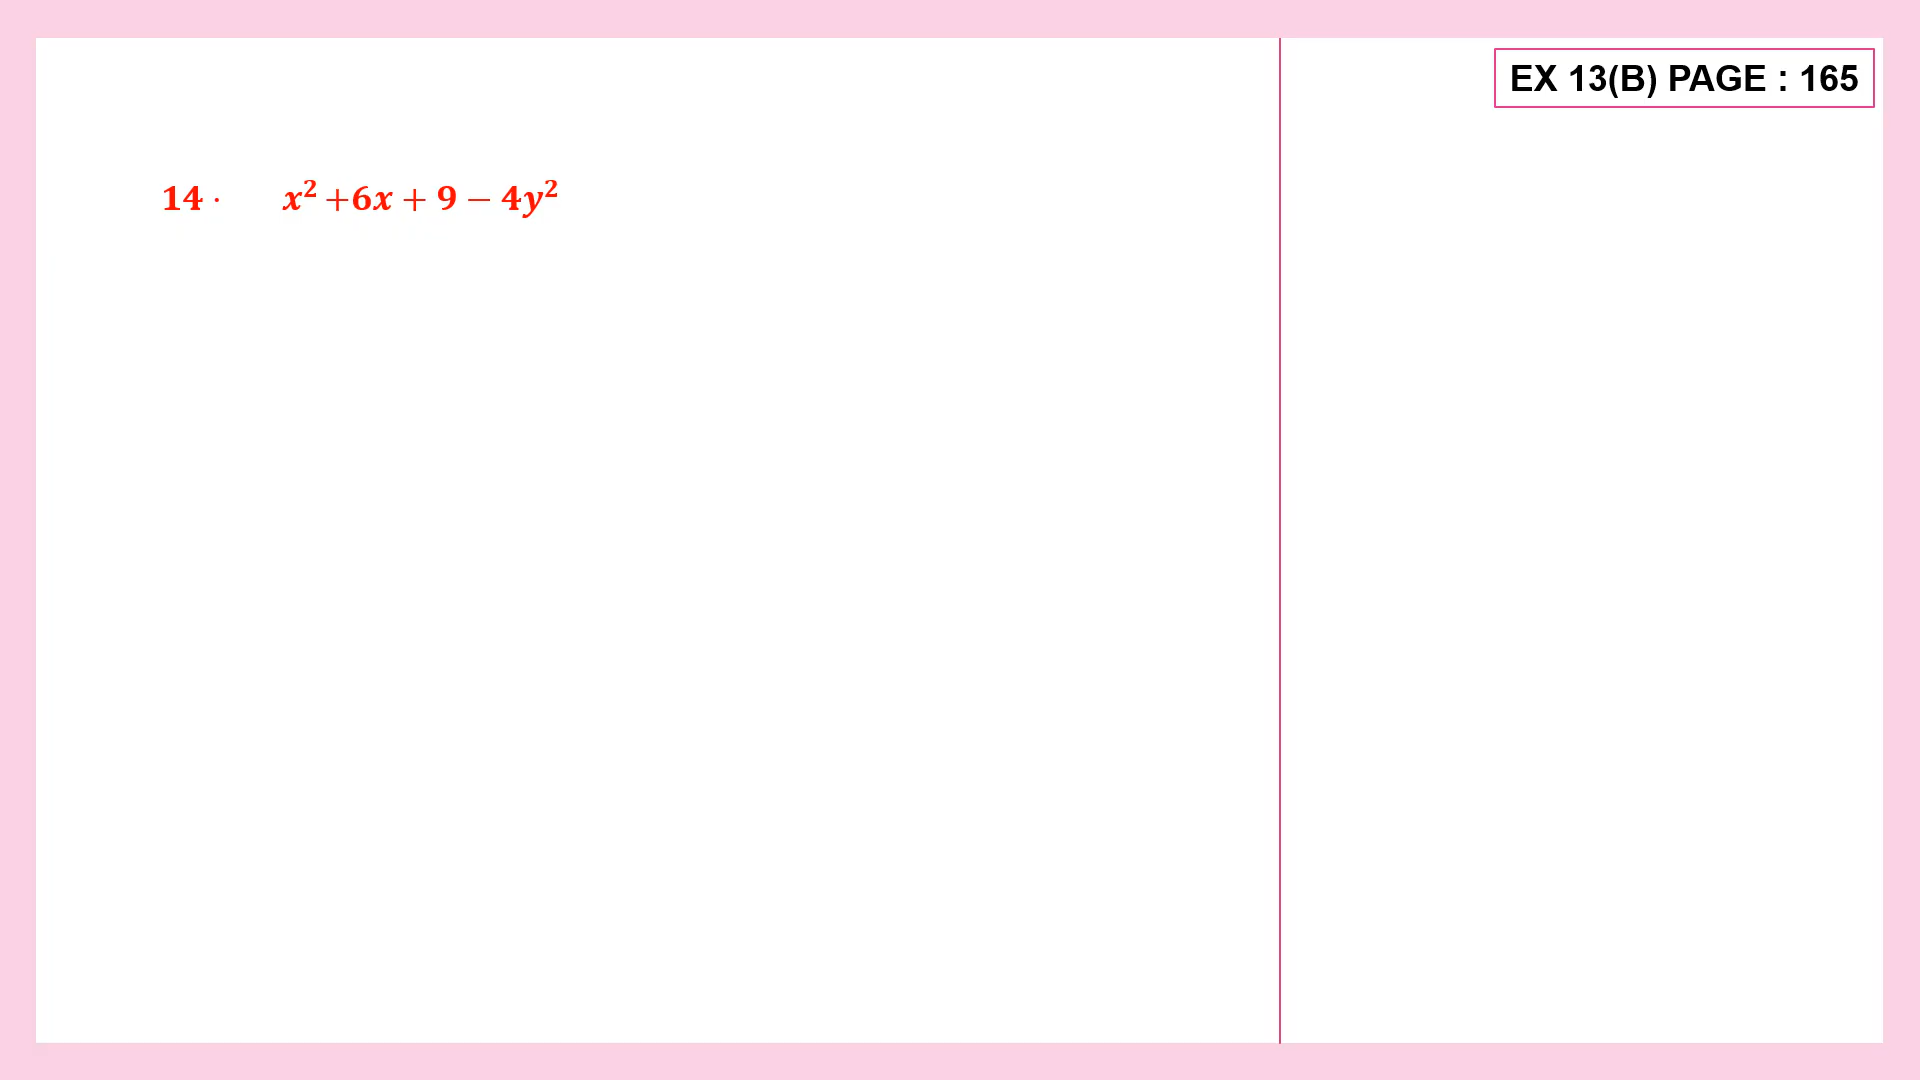 EX 13(B) PAGE : 165
14 · x² +6x + 9 − 4y²